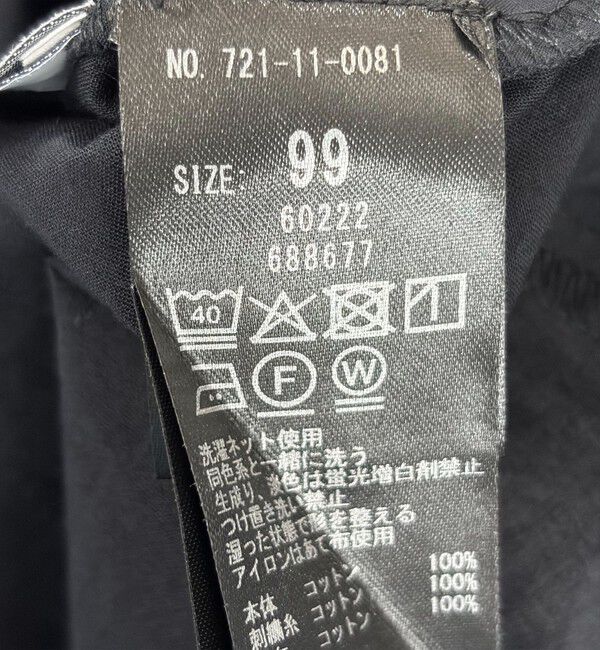 NO. 721-11-0081
SIZE: 99
60222
688677
40
F W
洗濯ネット使用
同色系と一緒に洗う
生成り、淡色は蛍光増白剤禁止
つけ置き洗い禁止
湿った状態で形を整える
アイロンはあて布使用
本体 コットン 100%
刺繍糸 コットン 100%
コットン 100%